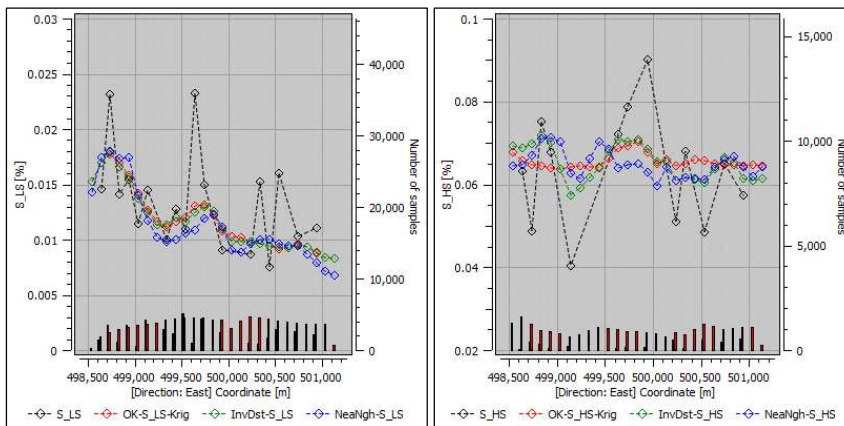 0.03
0.025
0.02
0.015
0.01
0.005
0
S_LS [%]
40,000
30,000
20,000
10,000
0
Number of samples
498,500 499,000 499,500 500,000 500,500 501,000
[Direction: East] Coordinate [m]
S_LS OK-S_LS-Krig InvDst-S_LS NeaNgh-S_LS
0.1
0.08
0.06
0.04
0.02
S_HS [%]
15,000
10,000
5,000
0
Number of samples
498,500 499,000 499,500 500,000 500,500 501,000
[Direction: East] Coordinate [m]
S_HS OK-S_HS-Krig InvDst-S_HS NeaNgh-S_HS